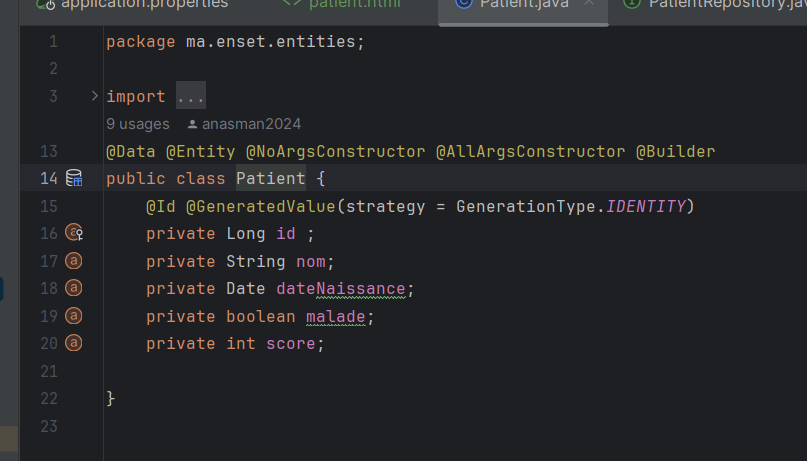 application.properties patient.html Patient.java PatientRepository.jav
1 package ma.enset.entities;
2
3 import ...
9 usages anasman2024
13 @Data @Entity @NoArgsConstructor @AllArgsConstructor @Builder
14 public class Patient {
15 @Id @GeneratedValue(strategy = GenerationType.IDENTITY)
16 private Long id ;
17 private String nom;
18 private Date dateNaissance;
19 private boolean malade;
20 private int score;
21
22 }
23